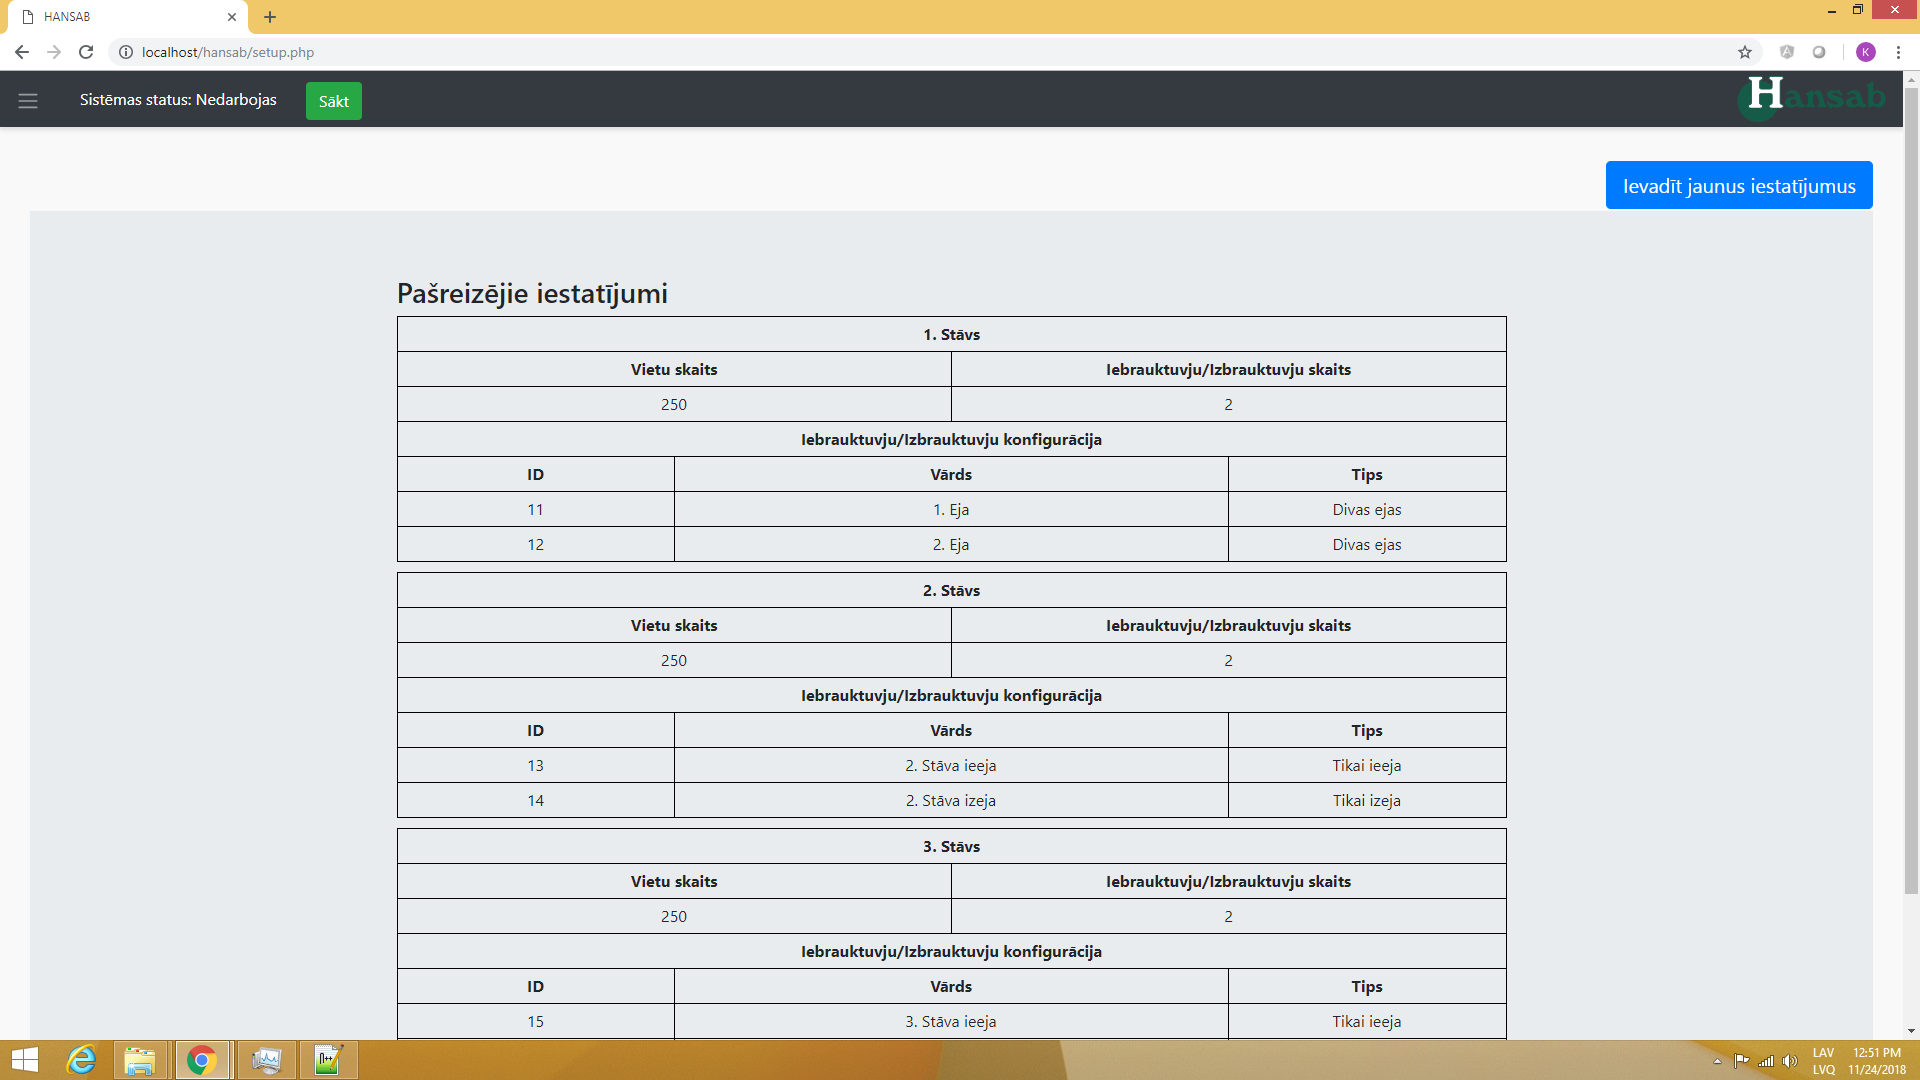 HANSAB
localhost/hansab/setup.php
K
Sistēmas status: Nedarbojas
Sākt
Hansab
Ievadīt jaunus iestatījumus
Pašreizējie iestatījumi
1. Stāvs
Vietu skaits Iebrauktuvju/Izbrauktuvju skaits
250 2
Iebrauktuvju/Izbrauktuvju konfigurācija
ID Vārds Tips
11 1. Eja Divas ejas
12 2. Eja Divas ejas
2. Stāvs
Vietu skaits Iebrauktuvju/Izbrauktuvju skaits
250 2
Iebrauktuvju/Izbrauktuvju konfigurācija
ID Vārds Tips
13 2. Stāva ieeja Tikai ieeja
14 2. Stāva izeja Tikai izeja
3. Stāvs
Vietu skaits Iebrauktuvju/Izbrauktuvju skaits
250 2
Iebrauktuvju/Izbrauktuvju konfigurācija
ID Vārds Tips
15 3. Stāva ieeja Tikai ieeja
LAV 12:51 PM
LVQ 11/24/2018